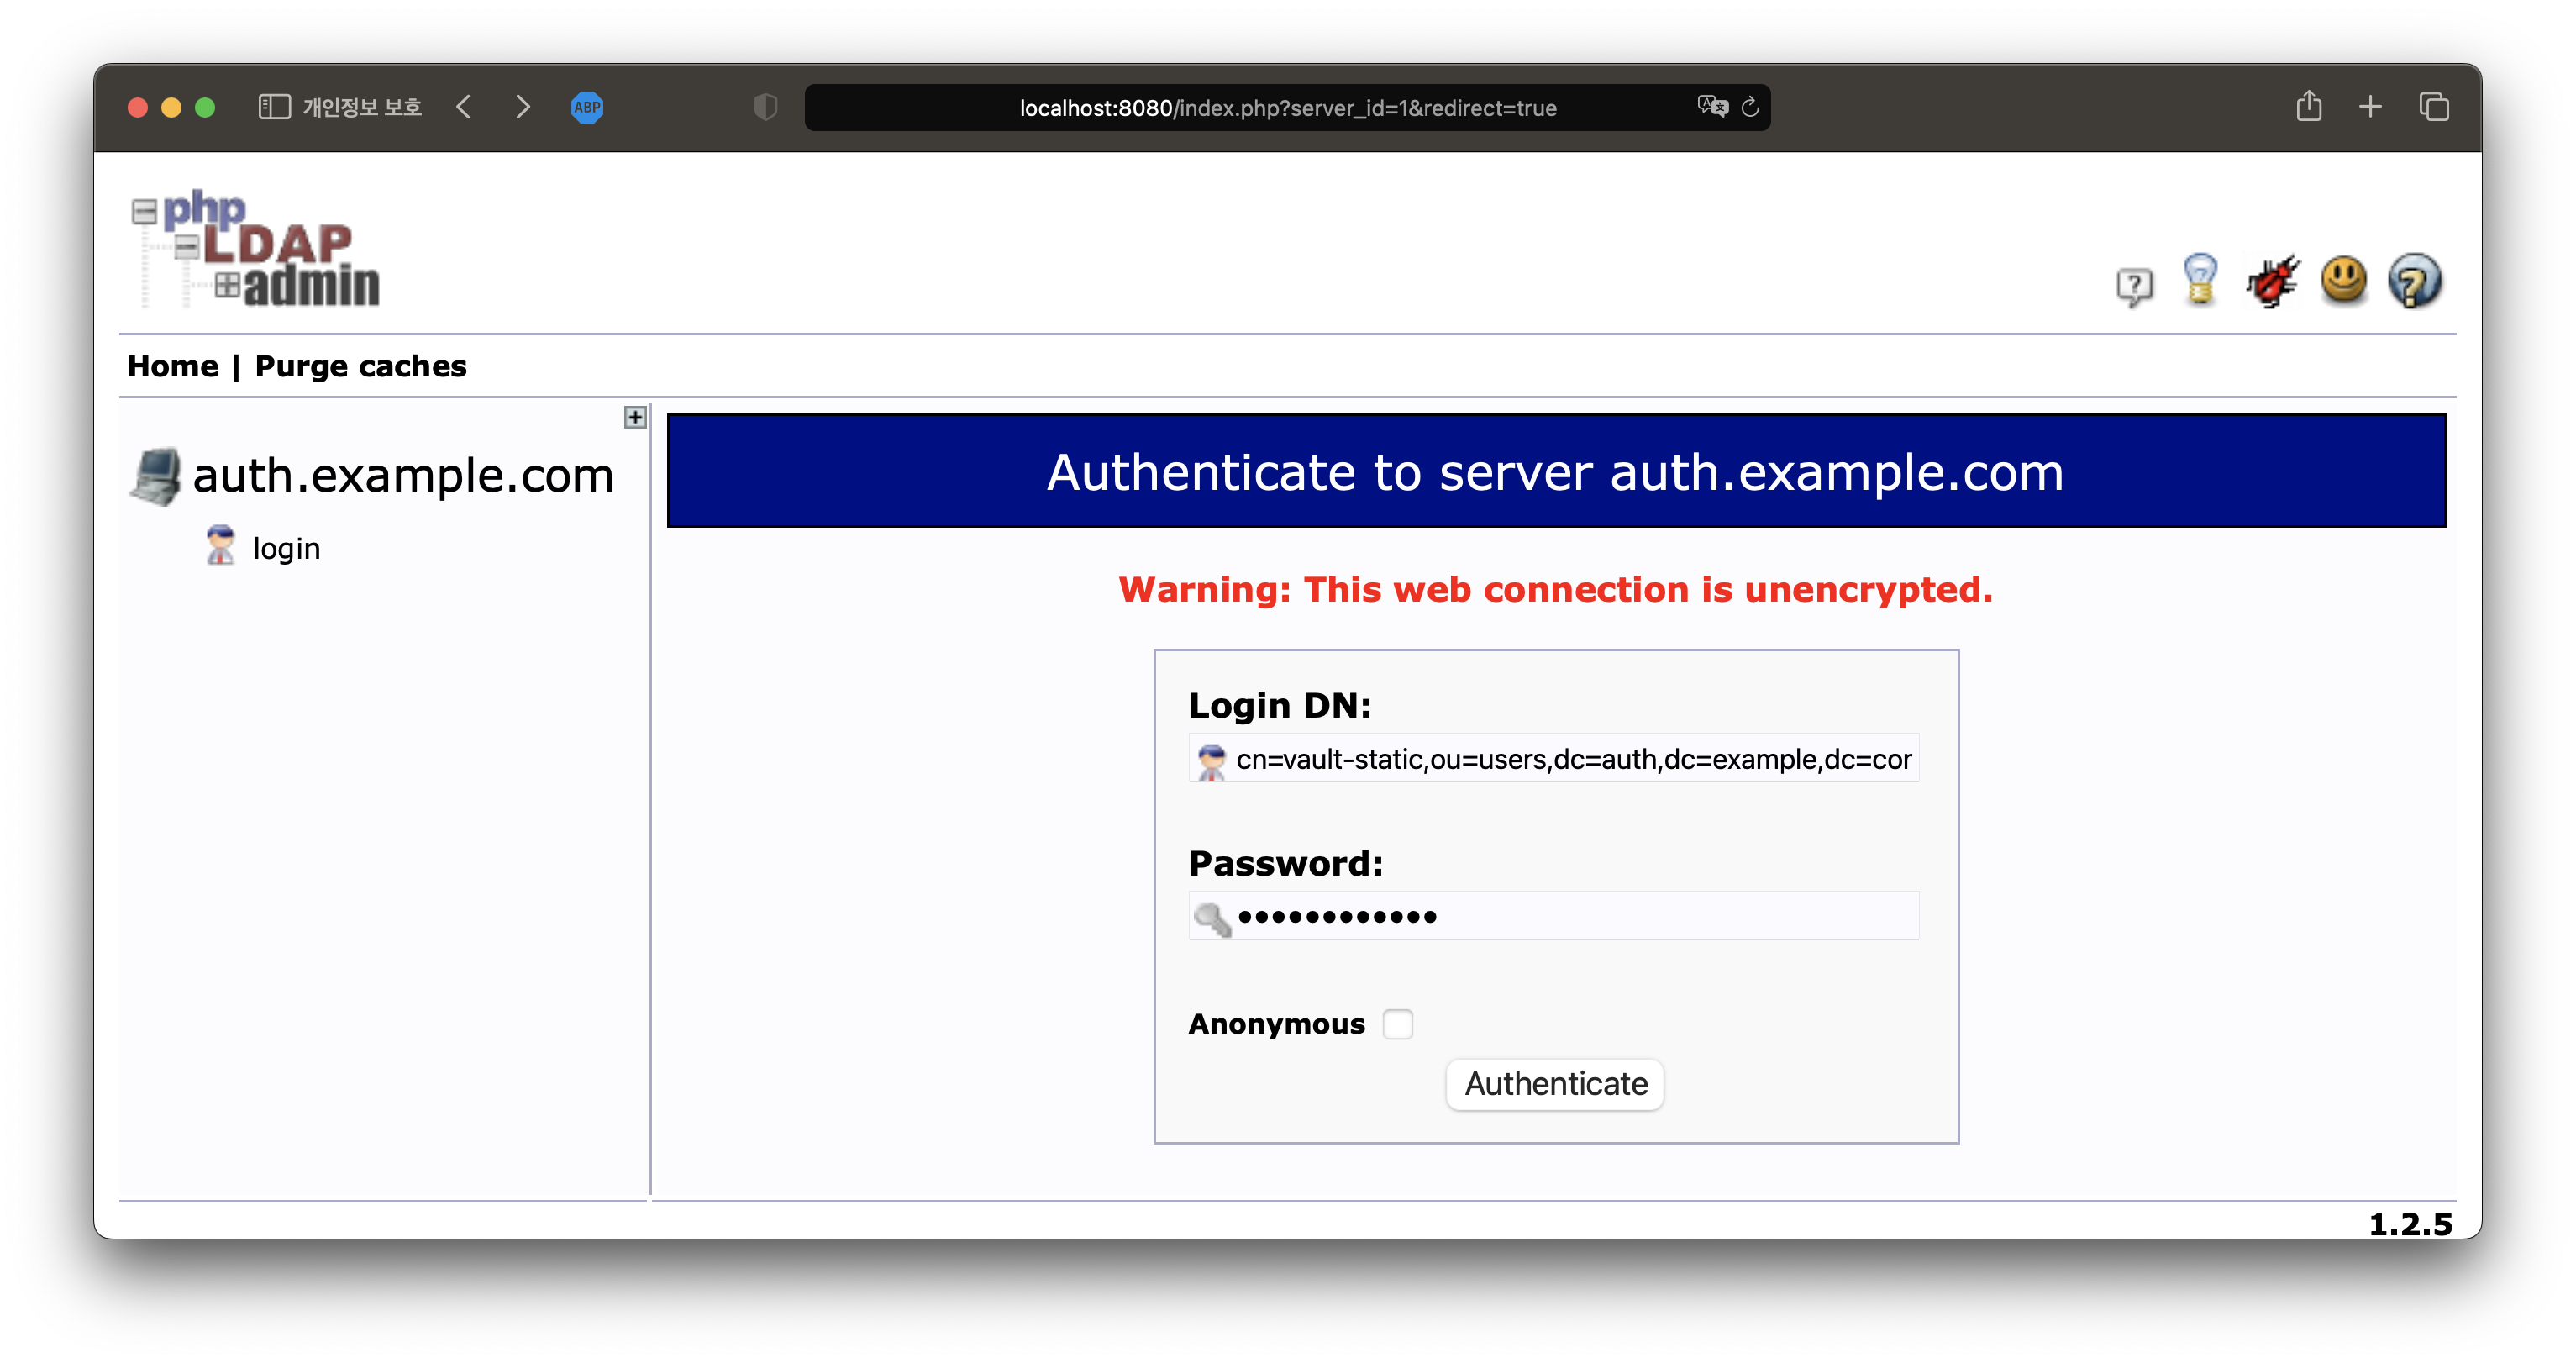 개인정보 보호
ABP
localhost:8080/index.php?server_id=1&redirect=true
php
LDAP
admin
Home | Purge caches
auth.example.com
login
Authenticate to server auth.example.com
Warning: This web connection is unencrypted.
Login DN:
cn=vault-static,ou=users,dc=auth,dc=example,dc=cor
Password:
••••••••••••
Anonymous
Authenticate
1.2.5